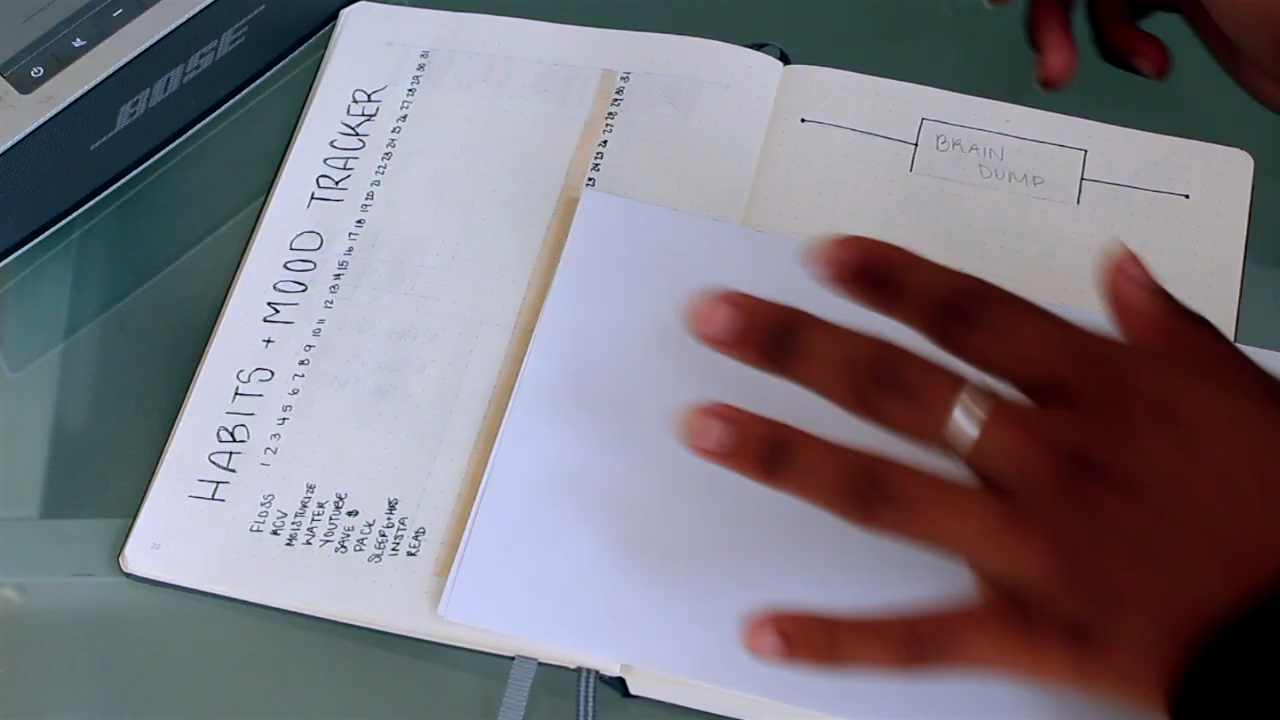 BOSE
HABITS + MOOD TRACKER
1 2 3 4 5 6 7 8 9 10 11 12 13 14 15 16 17 18 19 20 21 22 23 24 25 26 27 28 29 30 31
FLOSS
ACV
MOISTURIZE
WATER
YOUTUBE
SAVE $
PACK
SLEEP 6+HRS
INSTA
READ
23 24 25 26 27 28 29 30 31
BRAIN
DUMP